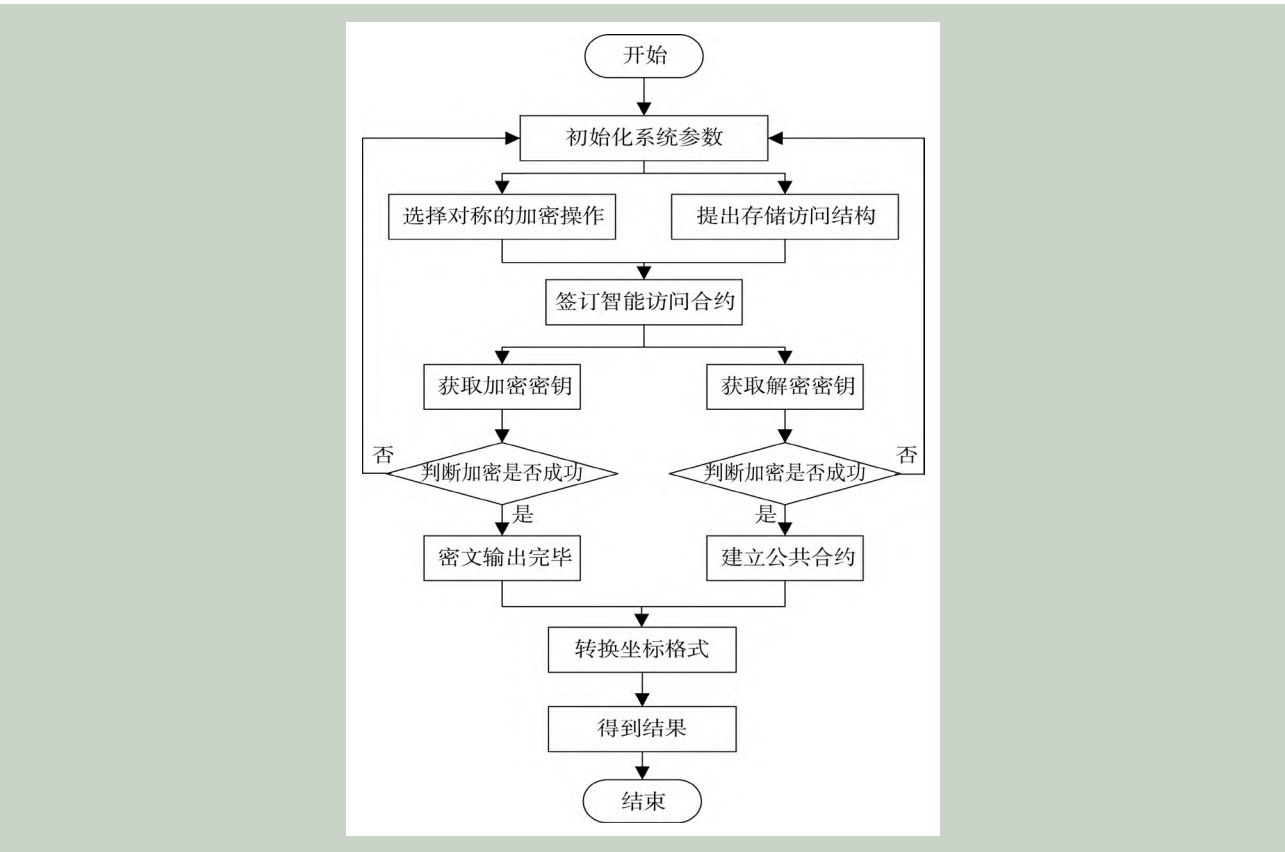 开始
初始化系统参数
选择对称的加密操作
提出存储访问结构
签订智能访问合约
获取加密密钥
获取解密密钥
否
判断加密是否成功
判断加密是否成功
否
是
是
密文输出完毕
建立公共合约
转换坐标格式
得到结果
结束